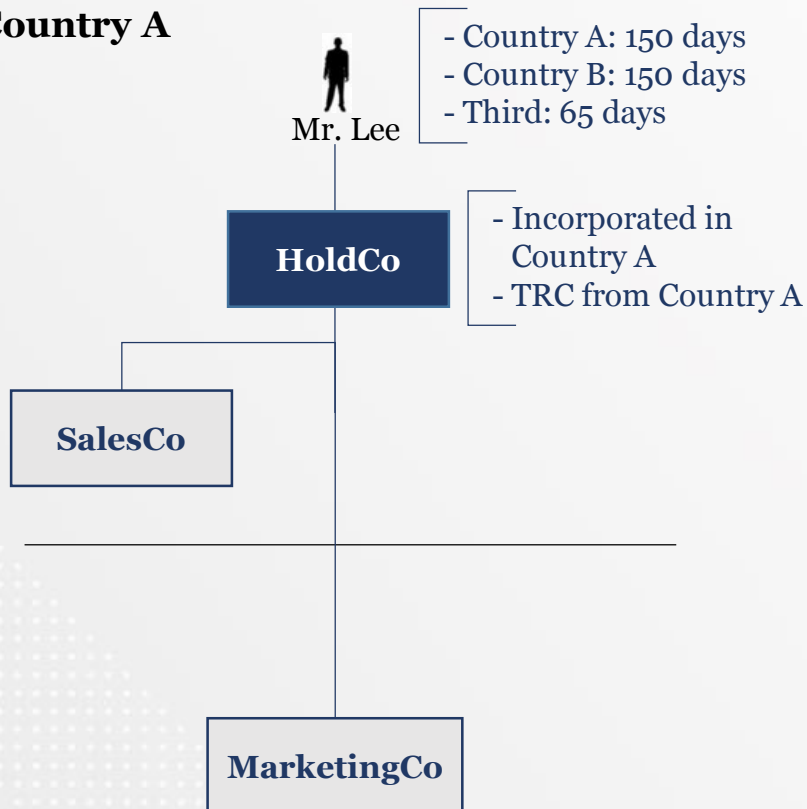 Country A
- Country A: 150 days
- Country B: 150 days
- Third: 65 days
Mr. Lee
HoldCo
- Incorporated in
Country A
- TRC from Country A
SalesCo
MarketingCo